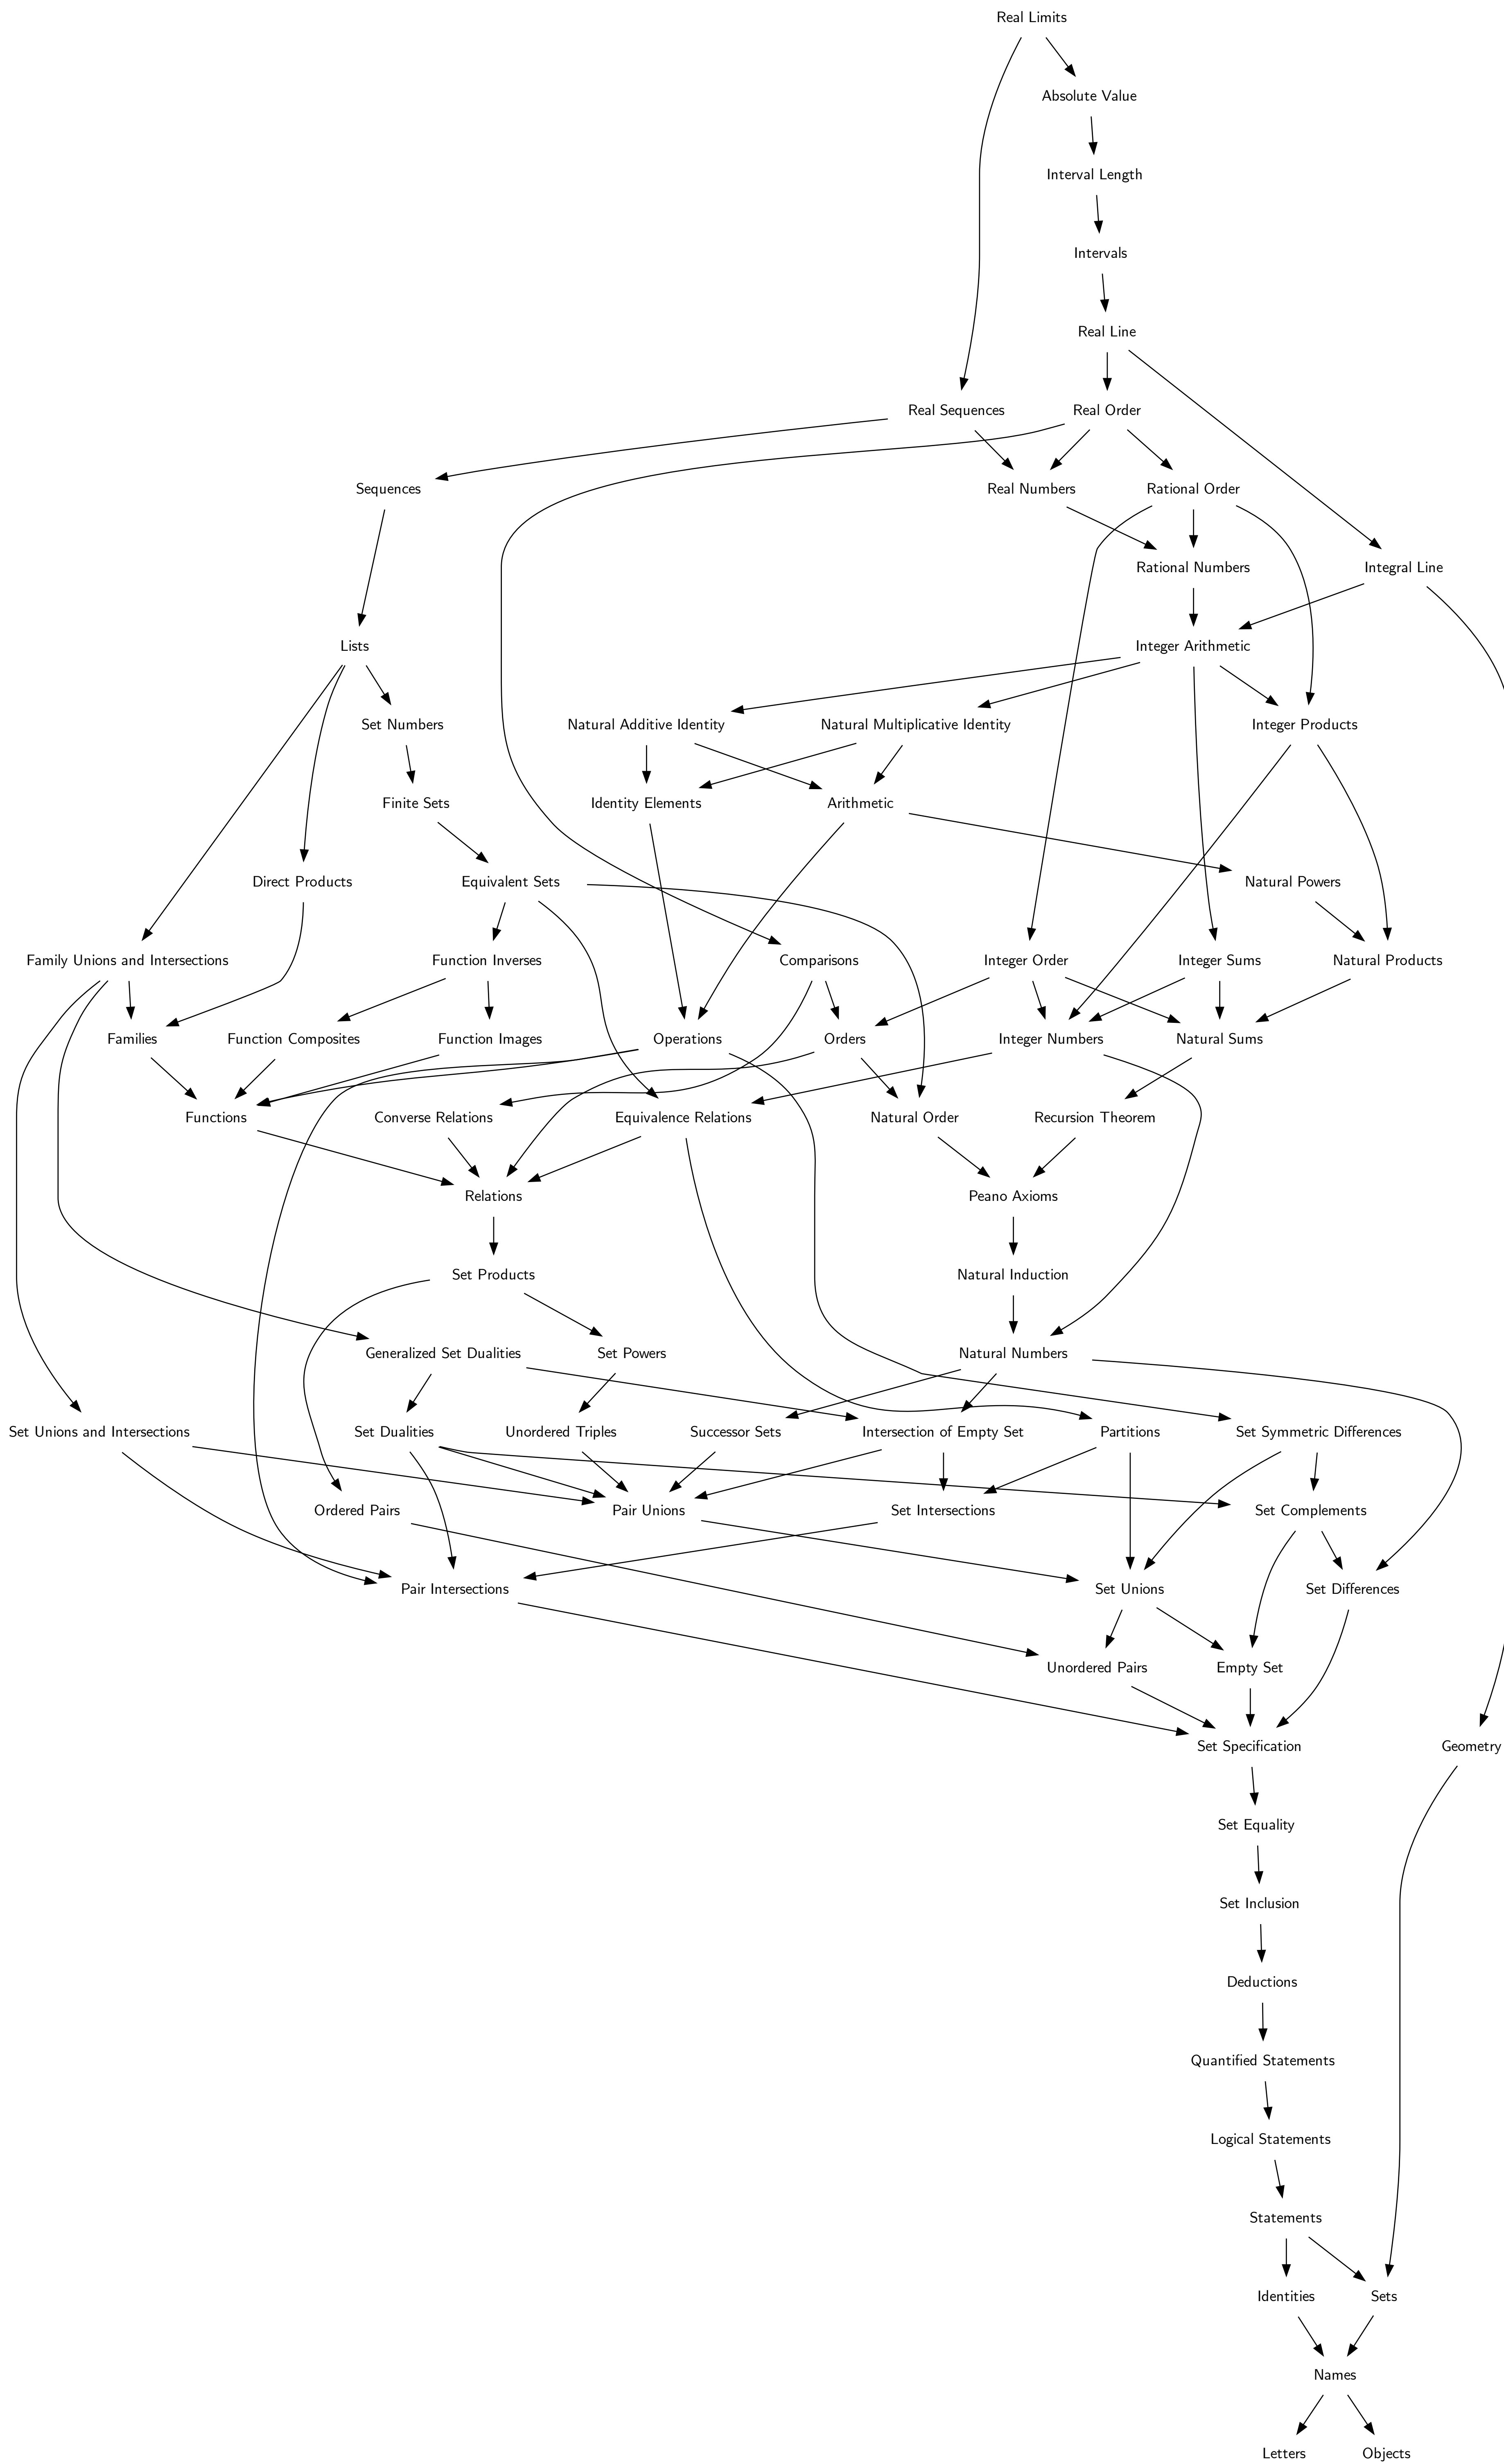 Real Limits
Absolute Value
Interval Length
Intervals
Real Line
Real Sequences
Real Order
Sequences
Real Numbers
Rational Order
Rational Numbers
Integral Line
Lists
Integer Arithmetic
Set Numbers
Natural Additive Identity
Natural Multiplicative Identity
Integer Products
Finite Sets
Identity Elements
Arithmetic
Direct Products
Equivalent Sets
Natural Powers
Family Unions and Intersections
Function Inverses
Comparisons
Integer Order
Integer Sums
Natural Products
Families
Function Composites
Function Images
Operations
Orders
Integer Numbers
Natural Sums
Functions
Converse Relations
Equivalence Relations
Natural Order
Recursion Theorem
Relations
Peano Axioms
Set Products
Natural Induction
Generalized Set Dualities
Set Powers
Natural Numbers
Set Unions and Intersections
Set Dualities
Unordered Triples
Successor Sets
Intersection of Empty Set
Partitions
Set Symmetric Differences
Ordered Pairs
Pair Unions
Set Intersections
Set Complements
Pair Intersections
Set Unions
Set Differences
Unordered Pairs
Empty Set
Set Specification
Geometry
Set Equality
Set Inclusion
Deductions
Quantified Statements
Logical Statements
Statements
Identities
Sets
Names
Letters
Objects